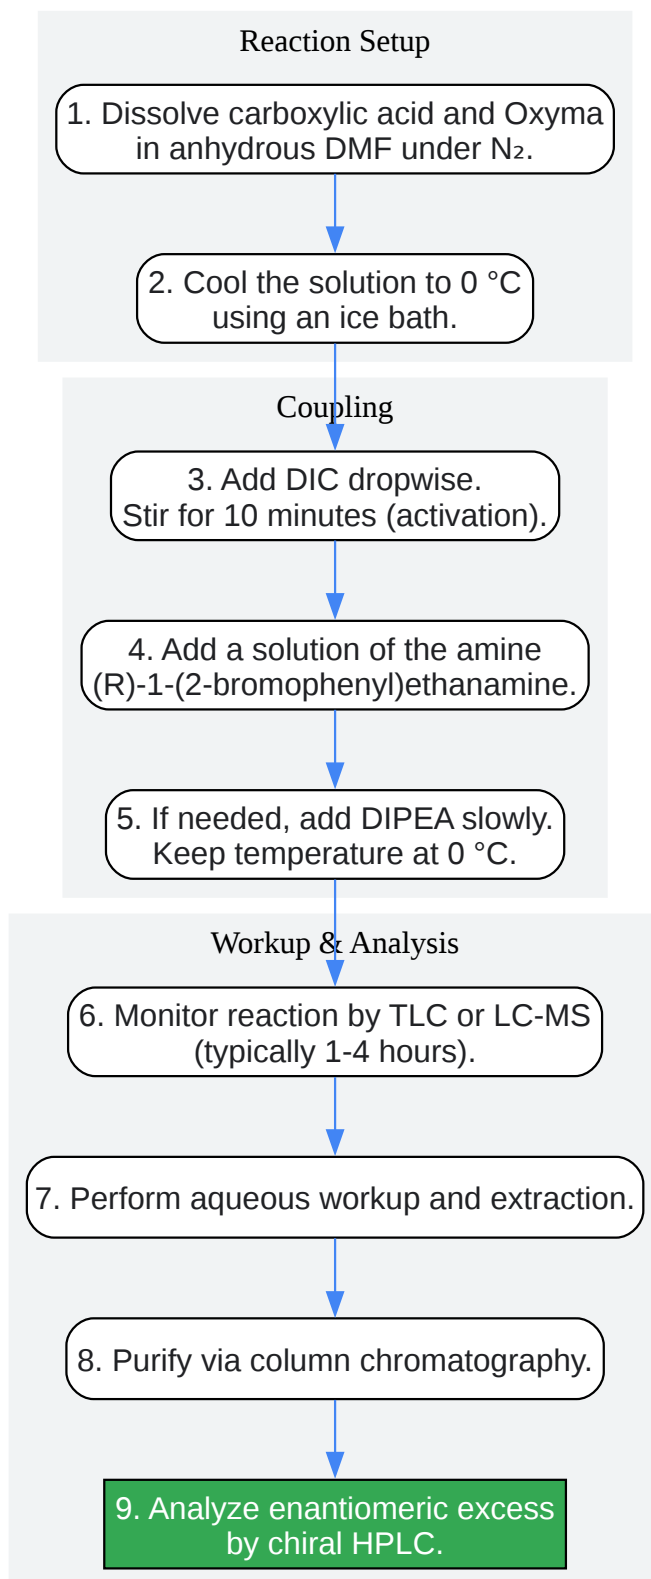 Reaction Setup
1. Dissolve carboxylic acid and Oxyma
in anhydrous DMF under N₂.
2. Cool the solution to 0 °C
using an ice bath.
Coupling
3. Add DIC dropwise.
Stir for 10 minutes (activation).
4. Add a solution of the amine
(R)-1-(2-bromophenyl)ethanamine.
5. If needed, add DIPEA slowly.
Keep temperature at 0 °C.
Workup & Analysis
6. Monitor reaction by TLC or LC-MS
(typically 1-4 hours).
7. Perform aqueous workup and extraction.
8. Purify via column chromatography.
9. Analyze enantiomeric excess
by chiral HPLC.